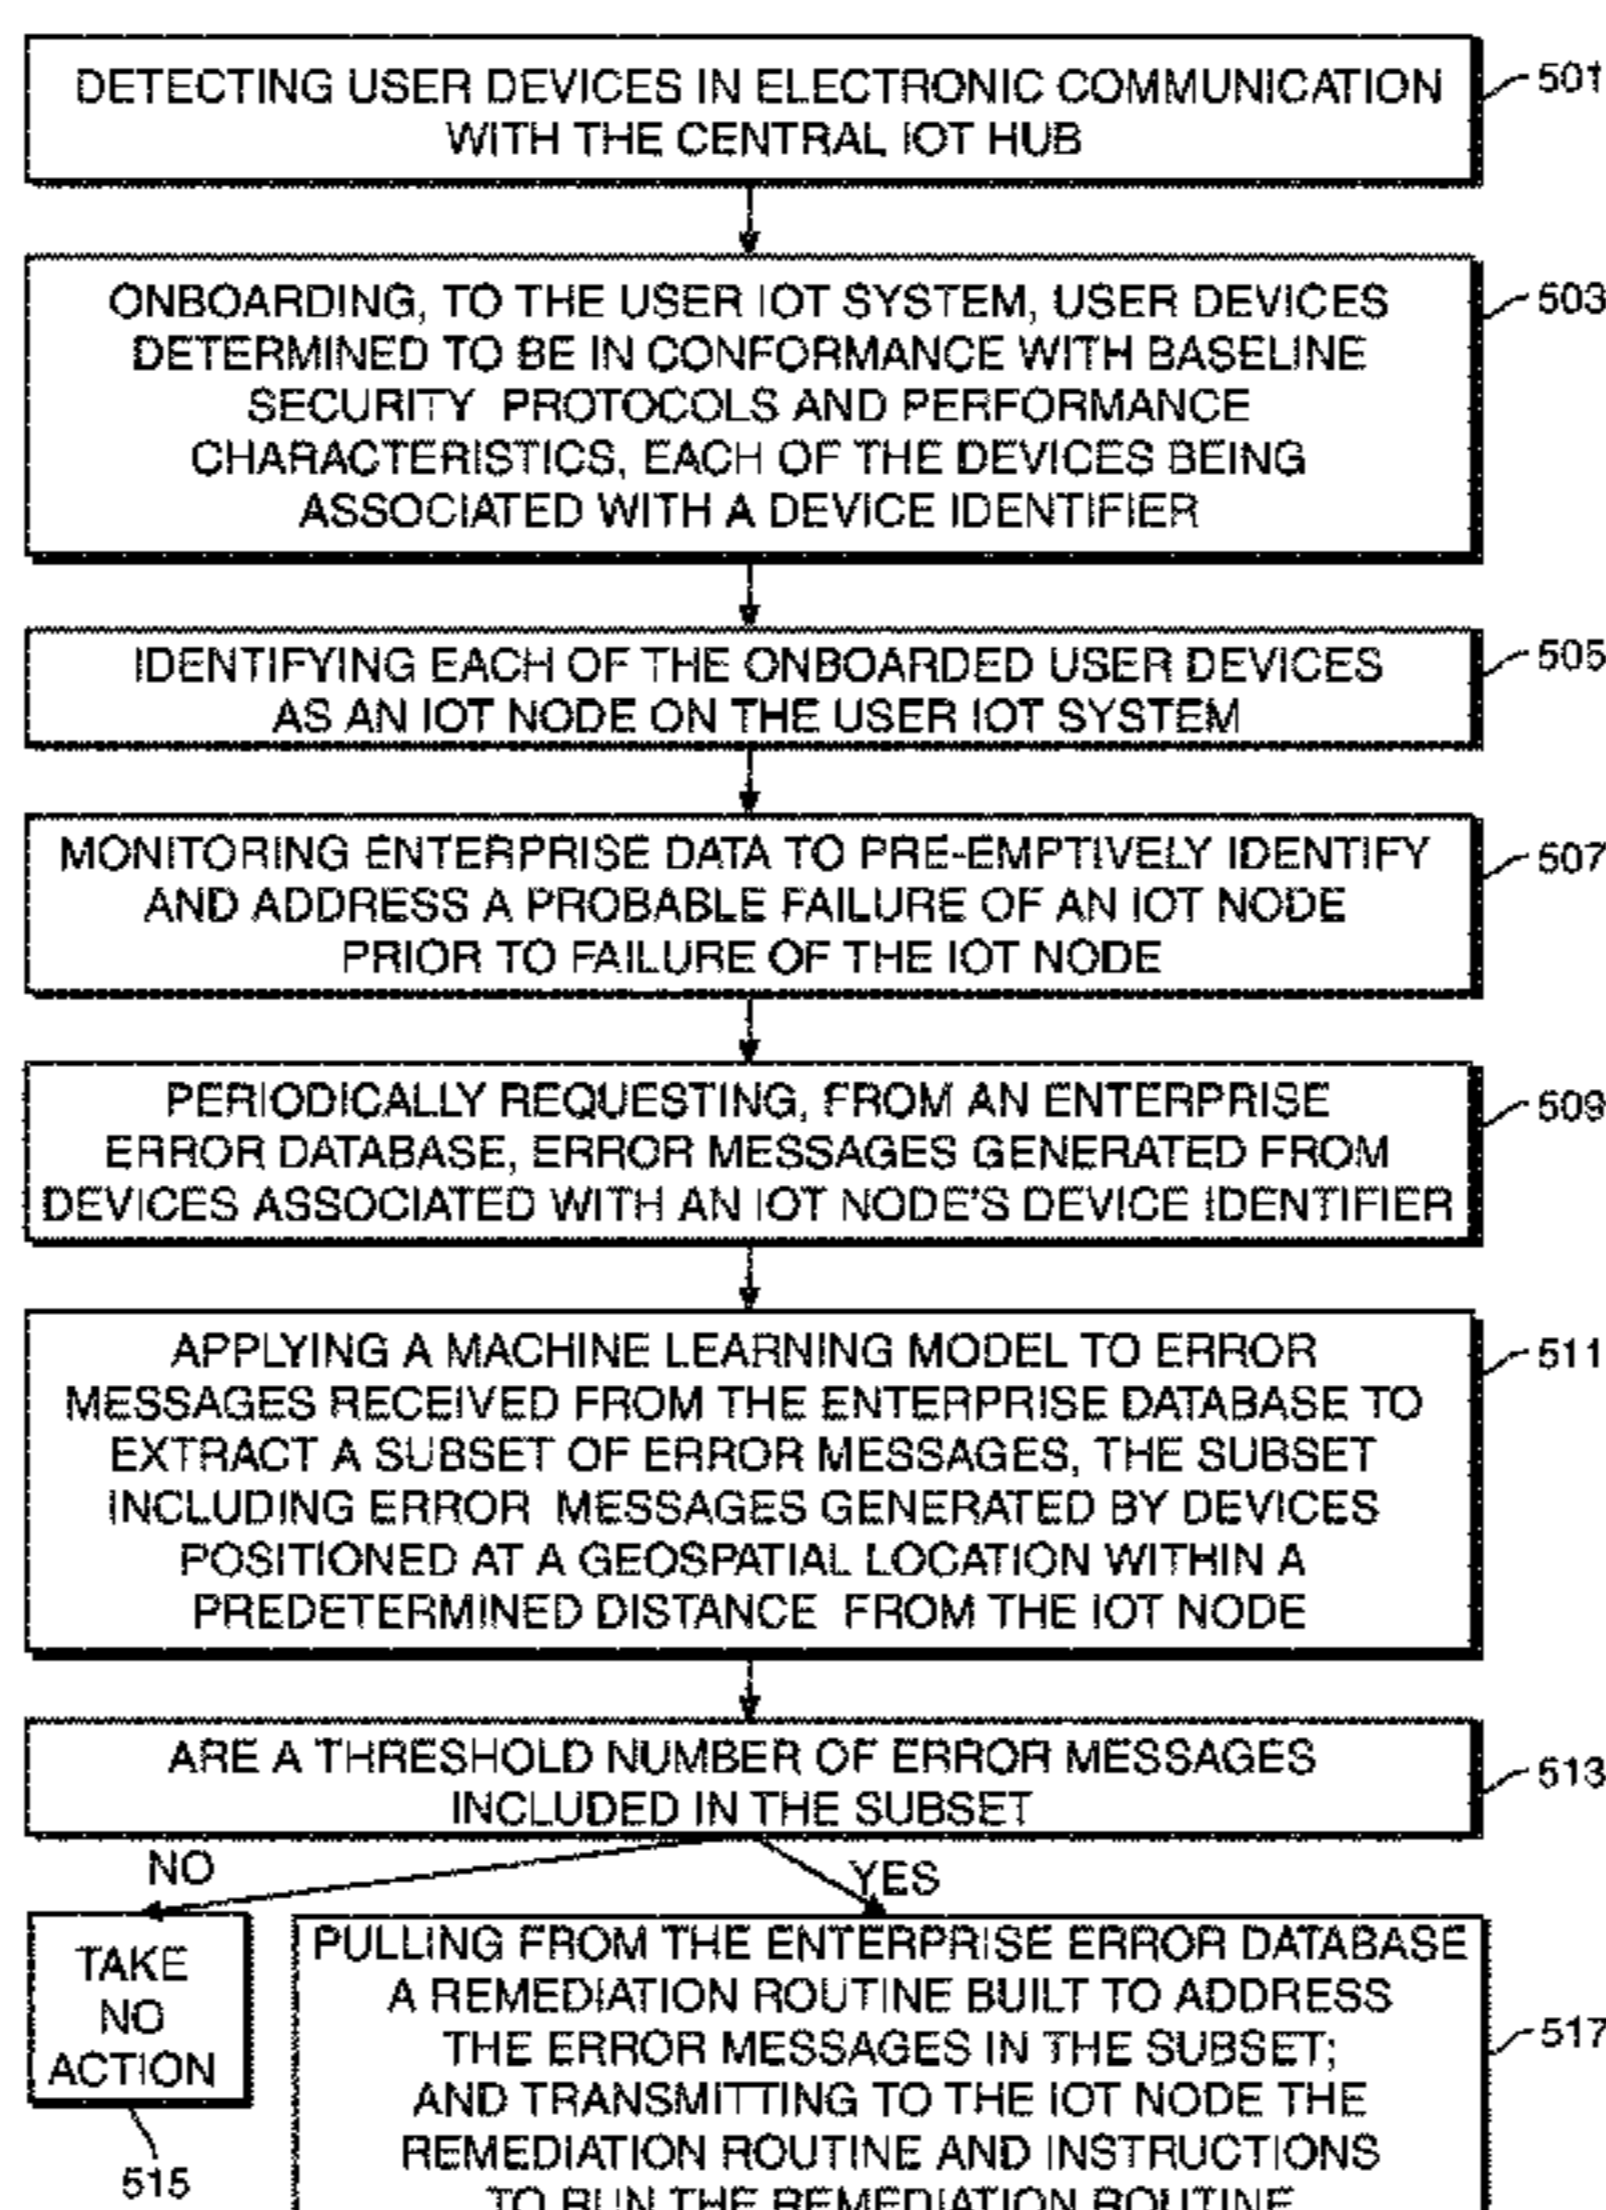 DETECTING USER DEVICES IN ELECTRONIC COMMUNICATION
WITH THE CENTRAL IOT HUB
501
ONBOARDING, TO THE USER IOT SYSTEM, USER DEVICES
DETERMINED TO BE IN CONFORMANCE WITH BASELINE
SECURITY PROTOCOLS AND PERFORMANCE
CHARACTERISTICS, EACH OF THE DEVICES BEING
ASSOCIATED WITH A DEVICE IDENTIFIER
503
IDENTIFYING EACH OF THE ONBOARDED USER DEVICES
AS AN IOT NODE ON THE USER IOT SYSTEM
505
MONITORING ENTERPRISE DATA TO PRE-EMPTIVELY IDENTIFY
AND ADDRESS A PROBABLE FAILURE OF AN IOT NODE
PRIOR TO FAILURE OF THE IOT NODE
507
PERIODICALLY REQUESTING, FROM AN ENTERPRISE
ERROR DATABASE, ERROR MESSAGES GENERATED FROM
DEVICES ASSOCIATED WITH AN IOT NODE'S DEVICE IDENTIFIER
509
APPLYING A MACHINE LEARNING MODEL TO ERROR
MESSAGES RECEIVED FROM THE ENTERPRISE DATABASE TO
EXTRACT A SUBSET OF ERROR MESSAGES, THE SUBSET
INCLUDING ERROR MESSAGES GENERATED BY DEVICES
POSITIONED AT A GEOSPATIAL LOCATION WITHIN A
PREDETERMINED DISTANCE FROM THE IOT NODE
511
ARE A THRESHOLD NUMBER OF ERROR MESSAGES
INCLUDED IN THE SUBSET
513
NO
YES
TAKE
NO
ACTION
515
PULLING FROM THE ENTERPRISE ERROR DATABASE
A REMEDIATION ROUTINE BUILT TO ADDRESS
THE ERROR MESSAGES IN THE SUBSET;
AND TRANSMITTING TO THE IOT NODE THE
REMEDIATION ROUTINE AND INSTRUCTIONS
TO RUN THE REMEDIATION ROUTINE
517